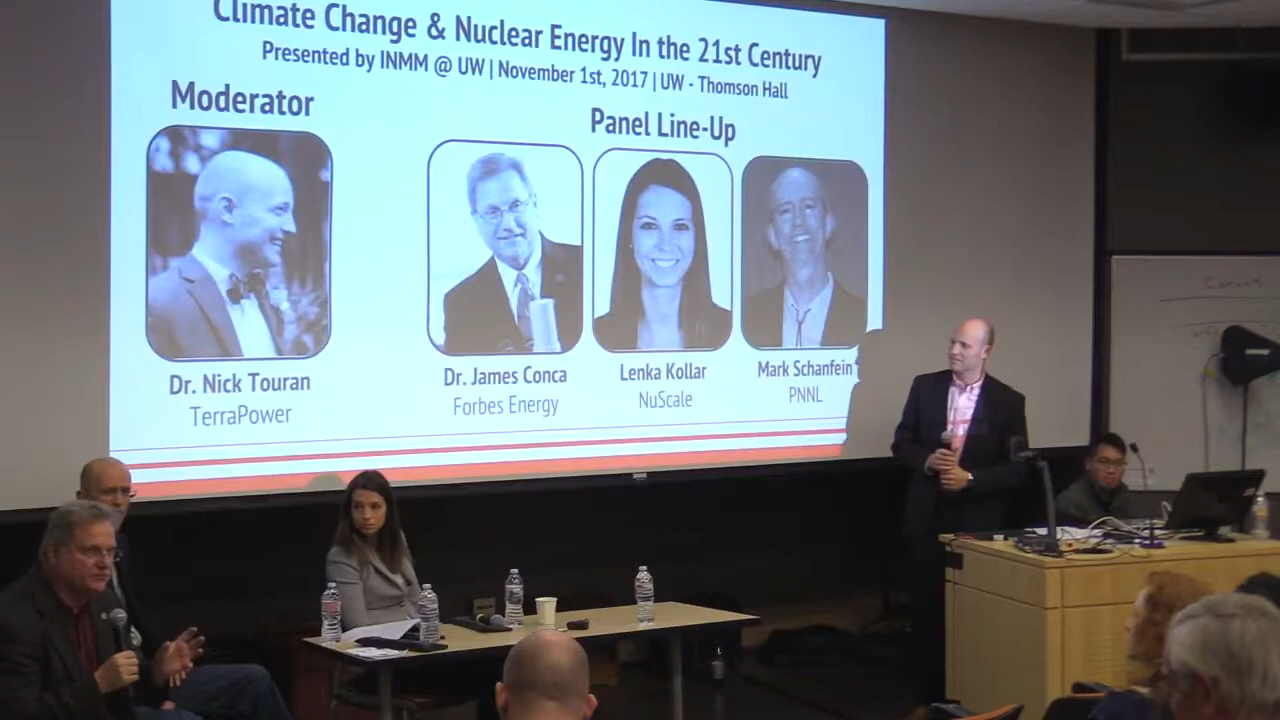 Climate Change & Nuclear Energy In the 21st Century
Presented by INMM @ UW | November 1st, 2017 | UW - Thomson Hall
Moderator
Panel Line-Up
Dr. Nick Touran
TerraPower
Dr. James Conca
Forbes Energy
Lenka Kollar
NuScale
Mark Schanfein
PNNL